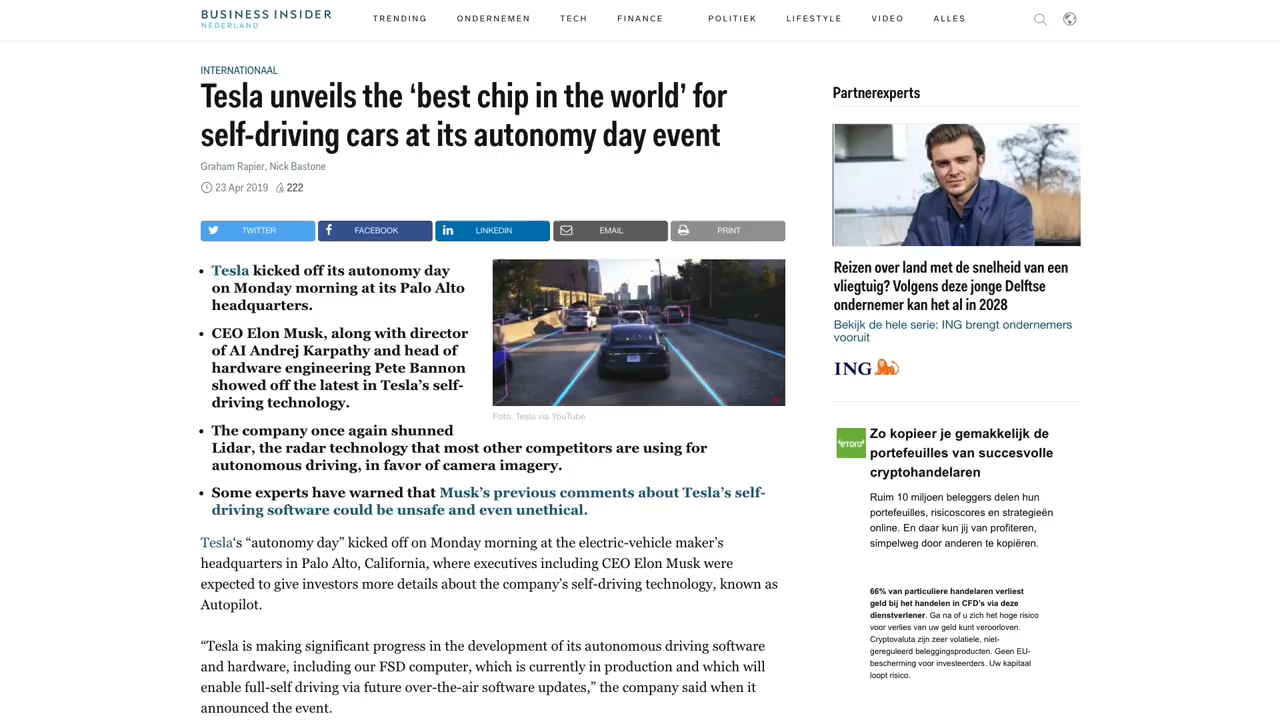 BUSINESS INSIDER
NEDERLAND
TRENDING
ONDERNEMEN
TECH
FINANCE
POLITIEK
LIFESTYLE
VIDEO
ALLES
INTERNATIONAAL
Tesla unveils the ‘best chip in the world’ for
self-driving cars at its autonomy day event
Graham Rapier, Nick Bastone
23 Apr 2019 222
TWITTER
FACEBOOK
LINKEDIN
EMAIL
PRINT
• Tesla kicked off its autonomy day
on Monday morning at its Palo Alto
headquarters.
• CEO Elon Musk, along with director
of AI Andrej Karpathy and head of
hardware engineering Pete Bannon
showed off the latest in Tesla’s self-
driving technology.
Foto: Tesla via YouTube
• The company once again shunned
Lidar, the radar technology that most other competitors are using for
autonomous driving, in favor of camera imagery.
• Some experts have warned that Musk’s previous comments about Tesla’s self-
driving software could be unsafe and even unethical.
Tesla‘s “autonomy day” kicked off on Monday morning at the electric-vehicle maker’s
headquarters in Palo Alto, California, where executives including CEO Elon Musk were
expected to give investors more details about the company’s self-driving technology, known as
Autopilot.
“Tesla is making significant progress in the development of its autonomous driving software
and hardware, including our FSD computer, which is currently in production and which will
enable full-self driving via future over-the-air software updates,” the company said when it
announced the event.
Partnerexperts
Reizen over land met de snelheid van een
vliegtuig? Volgens deze jonge Delftse
ondernemer kan het al in 2028
Bekijk de hele serie: ING brengt ondernemers
vooruit
ING
eToro
Zo kopieer je gemakkelijk de
portefeuilles van succesvolle
cryptohandelaren
Ruim 10 miljoen beleggers delen hun
portefeuilles, risicoscores en strategieën
online. En daar kun jij van profiteren,
simpelweg door anderen te kopiëren.
66% van particuliere handelaren verliest
geld bij het handelen in CFD's via deze
dienstverlener. Ga na of u zich het hoge risico
voor verlies van uw geld kunt veroorloven.
Cryptovaluta zijn zeer volatiele, niet-
gereguleerd beleggingsproducten. Geen EU-
bescherming voor investeerders. Uw kapitaal
loopt risico.